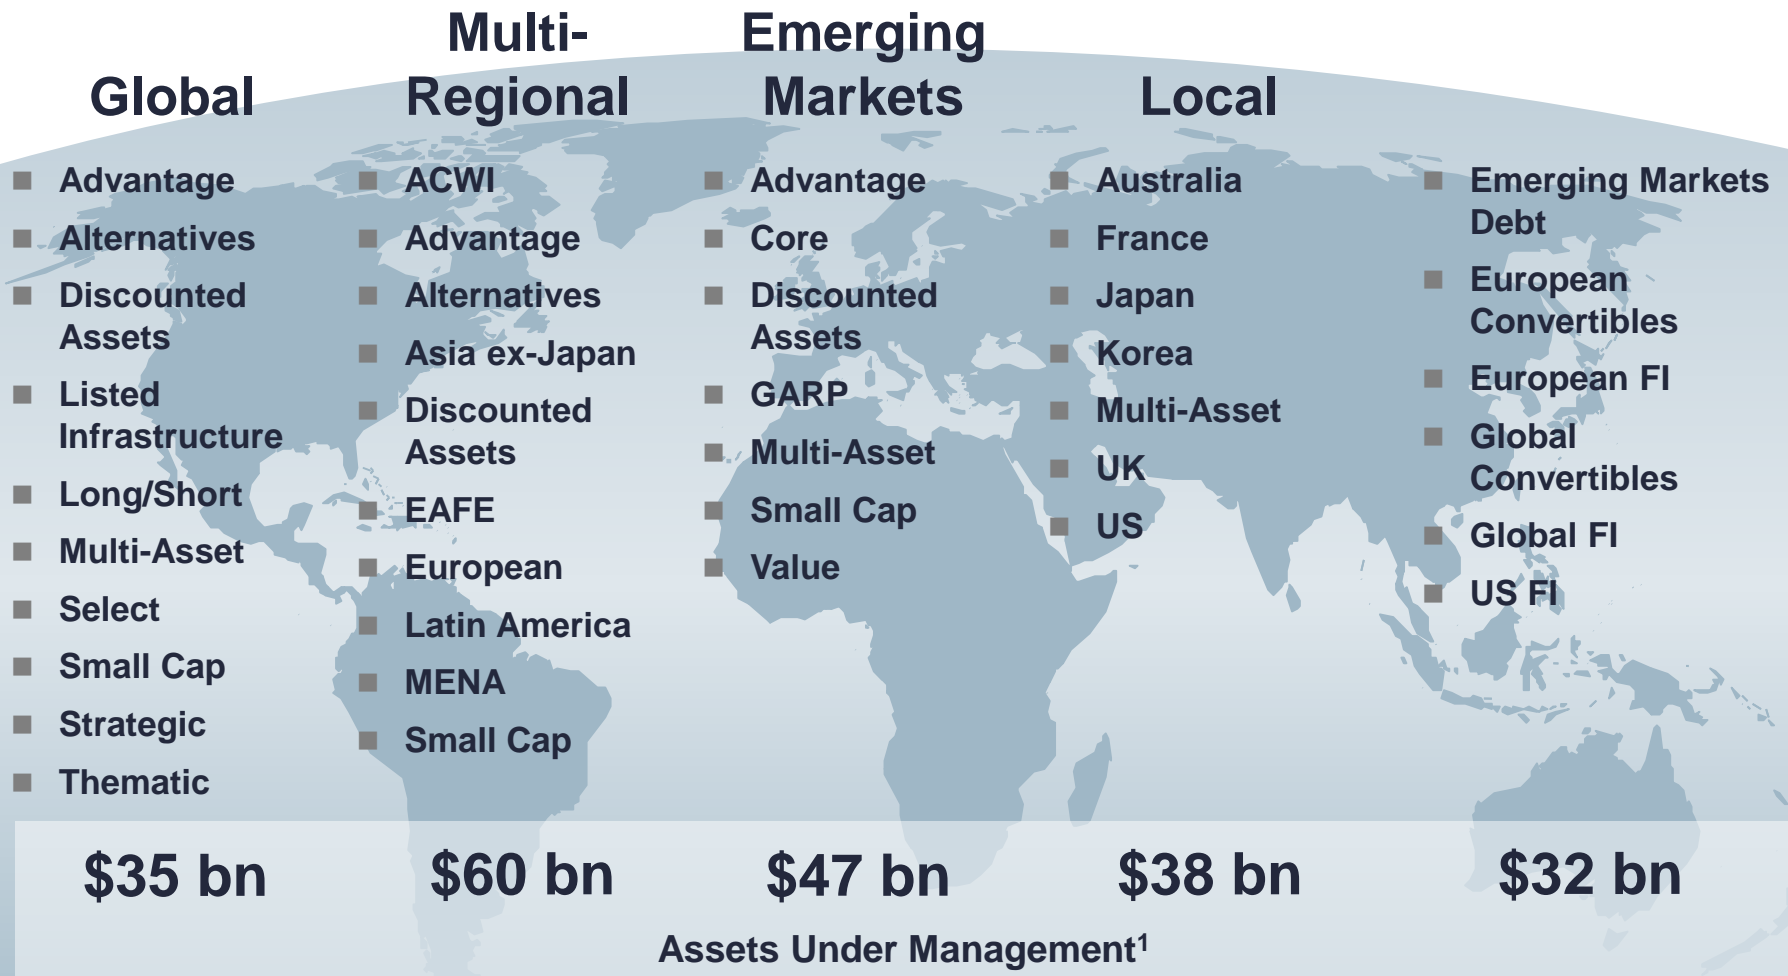 Global
Advantage
Alternatives
Discounted
Assets
Listed
Infrastructure
Long/Short
Multi-Asset
Select
Small Cap
Strategic
Thematic
$35 bn
Multi-
Regional
ACWI
Advantage
Alternatives
Asia ex-Japan
Discounted
Assets
EAFE
European
Latin America
MENA
Small Cap
$60 bn
Emerging
Markets
Advantage
Core
Discounted
Assets
GARP
Multi-Asset
Small Cap
Value
$47 bn
Local
Australia
France
Japan
Korea
Multi-Asset
UK
US
$38 bn
Emerging Markets
Debt
European
Convertibles
European FI
Global
Convertibles
Global FI
US FI
$32 bn
Assets Under Management¹